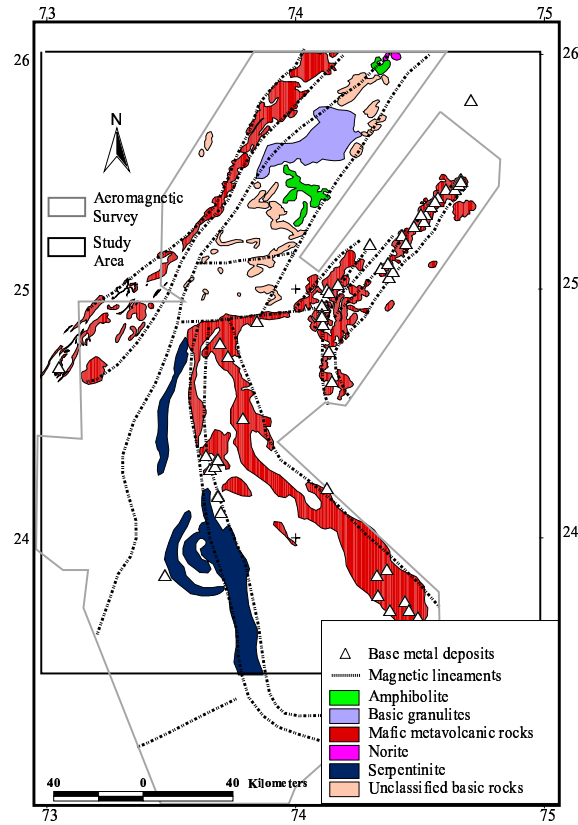 73 74 75
26 26
N
Aeromagnetic
Survey
Study
Area
25 25
24 24
Base metal deposits
Magnetic lineaments
Amphibolite
Basic granulites
Mafic metavolcanic rocks
Norite
Serpentinite
Unclassified basic rocks
40 0 40 Kilometers
73 74 75